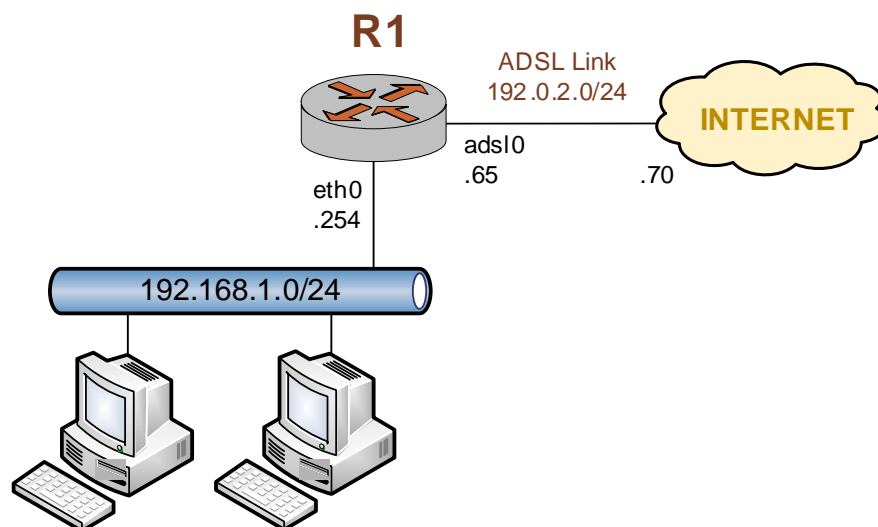 R1
ADSL Link
192.0.2.0/24
INTERNET
adsl0
.65
.70
eth0
.254
192.168.1.0/24